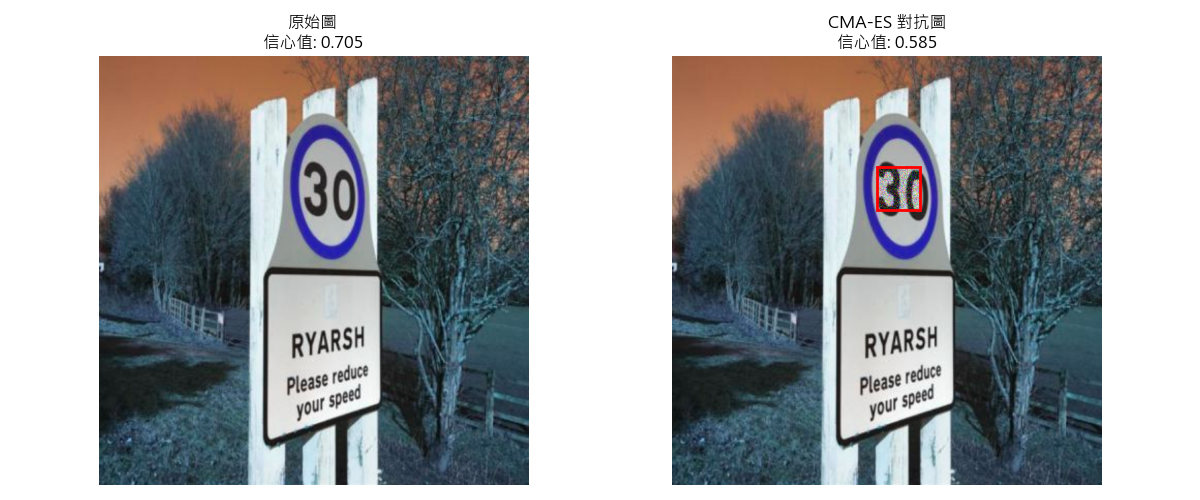 原始圖
信心值: 0.705
30
RYARSH
Please reduce
your speed
CMA-ES 對抗圖
信心值: 0.585
30
RYARSH
Please reduce
your speed